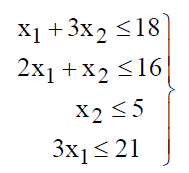 x₁ + 3x₂ ≤ 18
2x₁ + x₂ ≤ 16
x₂ ≤ 5
3x₁ ≤ 21